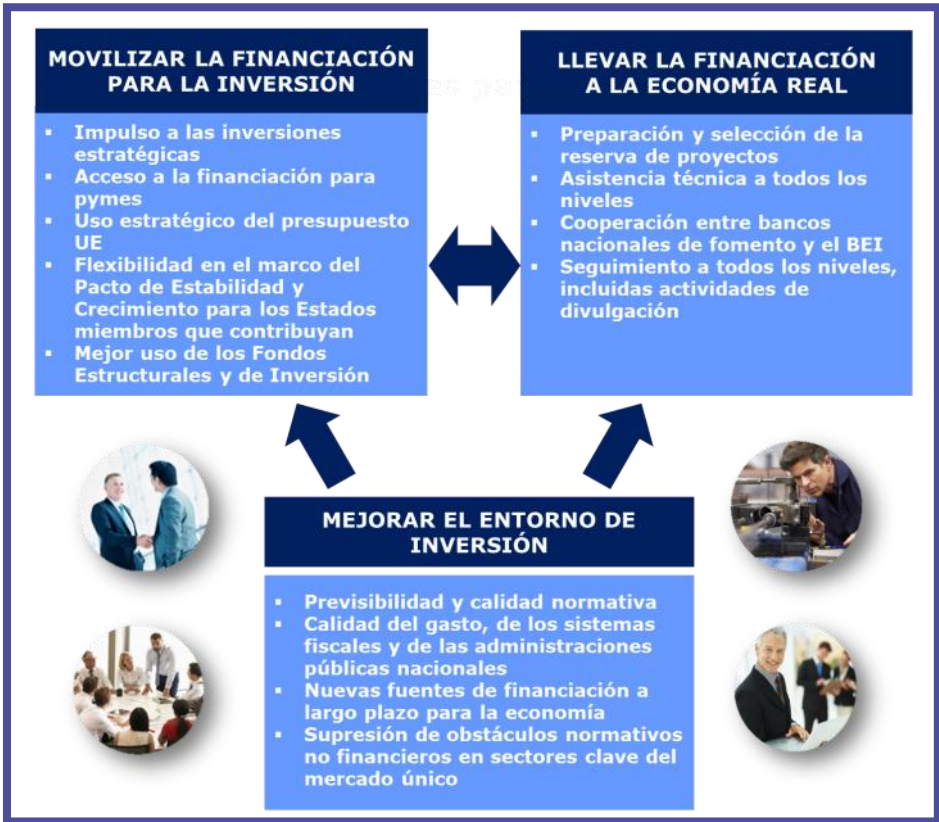 MOVILIZAR LA FINANCIACIÓN
PARA LA INVERSIÓN
▪ Impulso a las inversiones
estratégicas
▪ Acceso a la financiación para
pymes
▪ Uso estratégico del presupuesto
UE
▪ Flexibilidad en el marco del
Pacto de Estabilidad y
Crecimiento para los Estados
miembros que contribuyan
▪ Mejor uso de los Fondos
Estructurales y de Inversión
LLEVAR LA FINANCIACIÓN
A LA ECONOMÍA REAL
▪ Preparación y selección de la
reserva de proyectos
▪ Asistencia técnica a todos los
niveles
▪ Cooperación entre bancos
nacionales de fomento y el BEI
▪ Seguimiento a todos los niveles,
incluidas actividades de
divulgación
MEJORAR EL ENTORNO DE
INVERSIÓN
▪ Previsibilidad y calidad normativa
▪ Calidad del gasto, de los sistemas
fiscales y de las administraciones
públicas nacionales
▪ Nuevas fuentes de financiación a
largo plazo para la economía
▪ Supresión de obstáculos normativos
no financieros en sectores clave del
mercado único